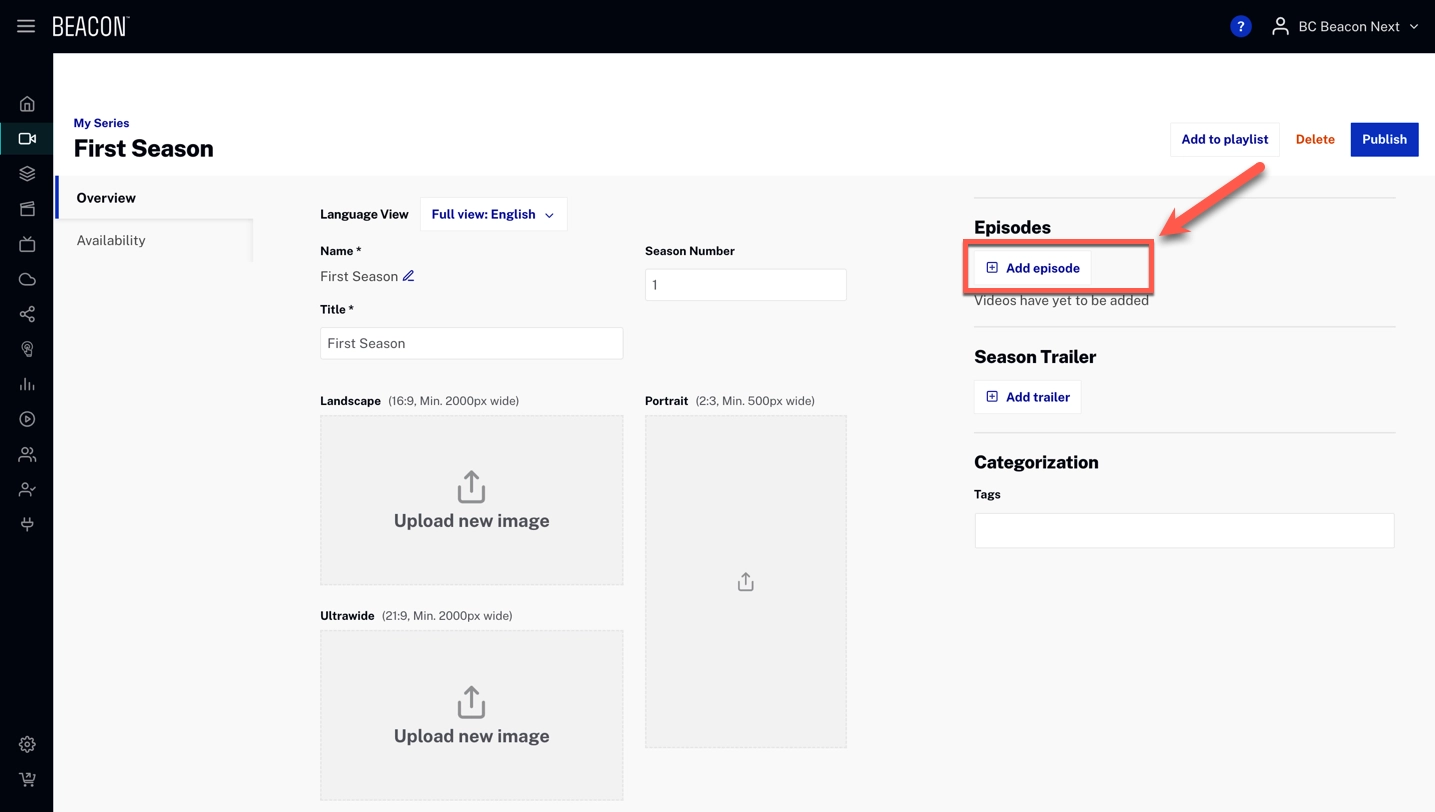 BEACON™
?
BC Beacon Next
My Series
First Season
Add to playlist
Delete
Publish
Overview
Availability
Language View
Full view: English
Name *
First Season
Season Number
1
Title *
First Season
Landscape (16:9, Min. 2000px wide)
Upload new image
Portrait (2:3, Min. 500px wide)
Ultrawide (21:9, Min. 2000px wide)
Upload new image
Episodes
Add episode
Videos have yet to be added
Season Trailer
Add trailer
Categorization
Tags